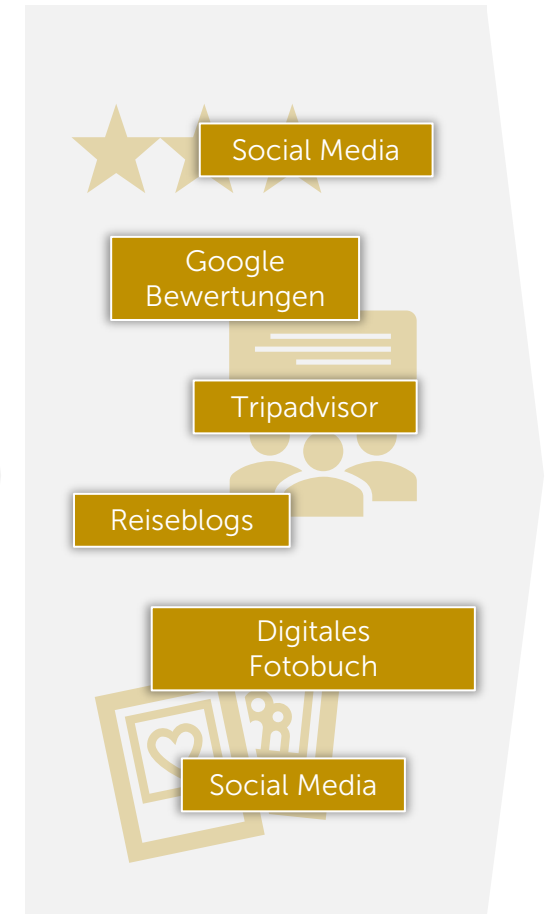 Social Media
Google
Bewertungen
Tripadvisor
Reiseblogs
Digitales
Fotobuch
Social Media